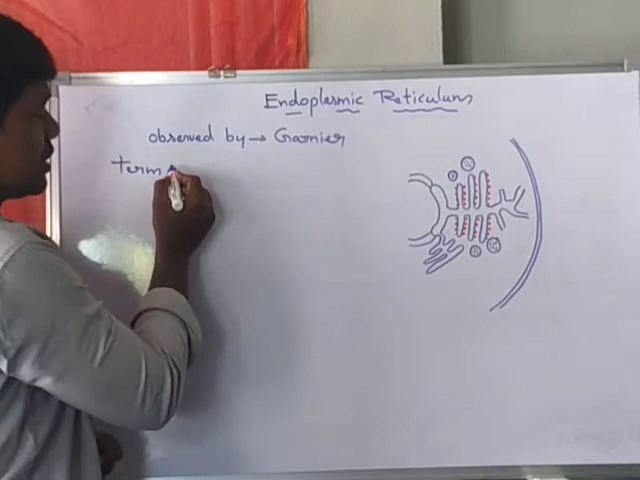 Endoplasmic Reticulum
observed by → Garnier
Term